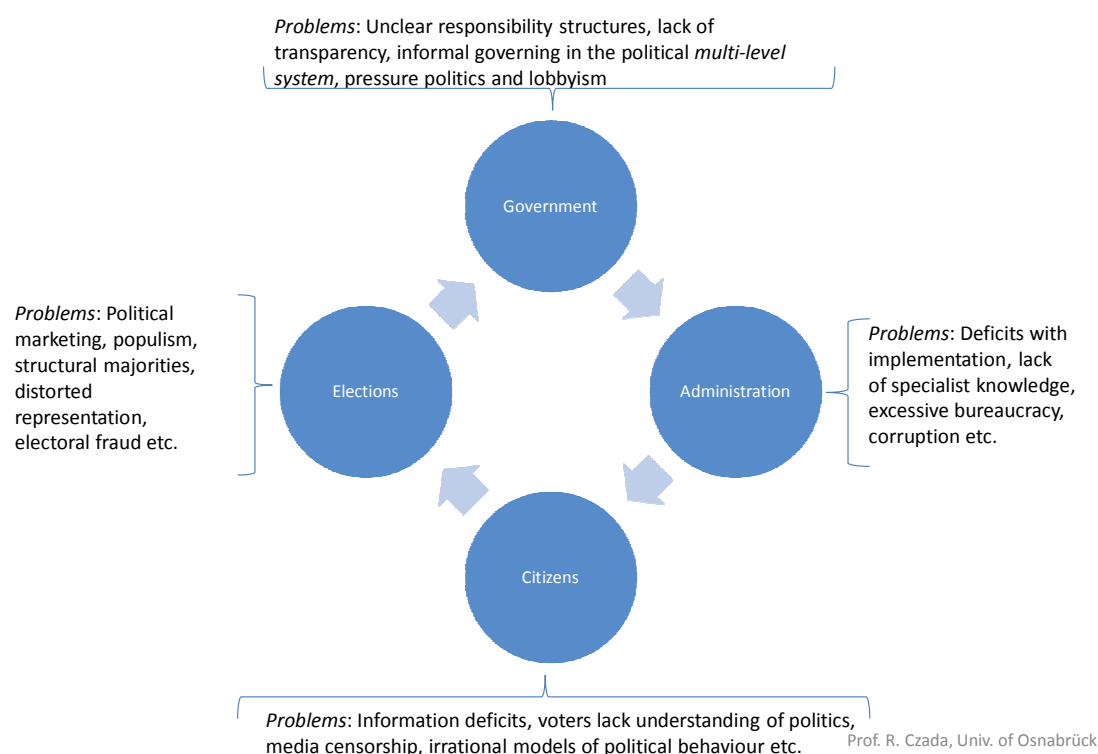 Problems: Unclear responsibility structures, lack of
transparency, informal governing in the political multi-level
system, pressure politics and lobbyism
Government
Problems: Political
marketing, populism,
structural majorities,
distorted
representation,
electoral fraud etc.
Elections
Administration
Problems: Deficits with
implementation, lack
of specialist knowledge,
excessive bureaucracy,
corruption etc.
Citizens
Problems: Information deficits, voters lack understanding of politics,
media censorship, irrational models of political behaviour etc.
Prof. R. Czada, Univ. of Osnabrück